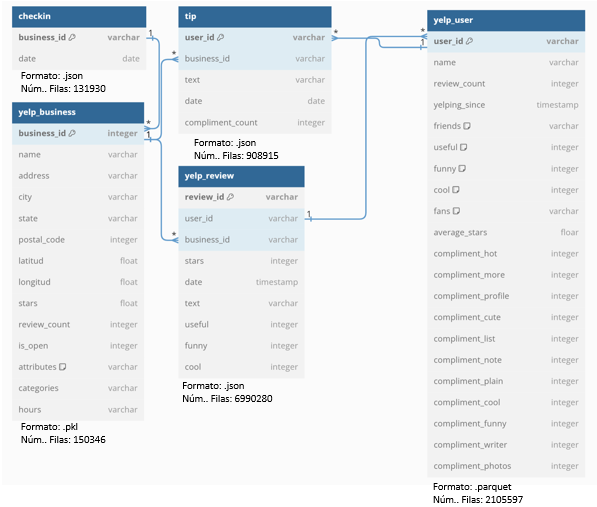 checkin
business_id varchar
date date
Formato: .json
Núm.. Filas: 131930
yelp_business
business_id integer
name varchar
address varchar
city varchar
state varchar
postal_code integer
latitud float
longitud float
stars float
review_count integer
is_open integer
attributes varchar
categories varchar
hours varchar
Formato: .pkl
Núm.. Filas: 150346
tip
user_id varchar
business_id varchar
text varchar
date date
compliment_count integer
Formato: .json
Núm.. Filas: 908915
yelp_review
review_id varchar
user_id varchar
business_id varchar
stars integer
date timestamp
text varchar
useful integer
funny integer
cool integer
Formato: .json
Núm.. Filas: 6990280
yelp_user
user_id varchar
name varchar
review_count integer
yelping_since timestamp
friends varchar
useful integer
funny integer
cool integer
fans varchar
average_stars floar
compliment_hot integer
compliment_more integer
compliment_profile integer
compliment_cute integer
compliment_list integer
compliment_note integer
compliment_plain integer
compliment_cool integer
compliment_funny integer
compliment_writer integer
compliment_photos integer
Formato: .parquet
Núm.. Filas: 2105597
1
*
1
*
*
*
1
*
1